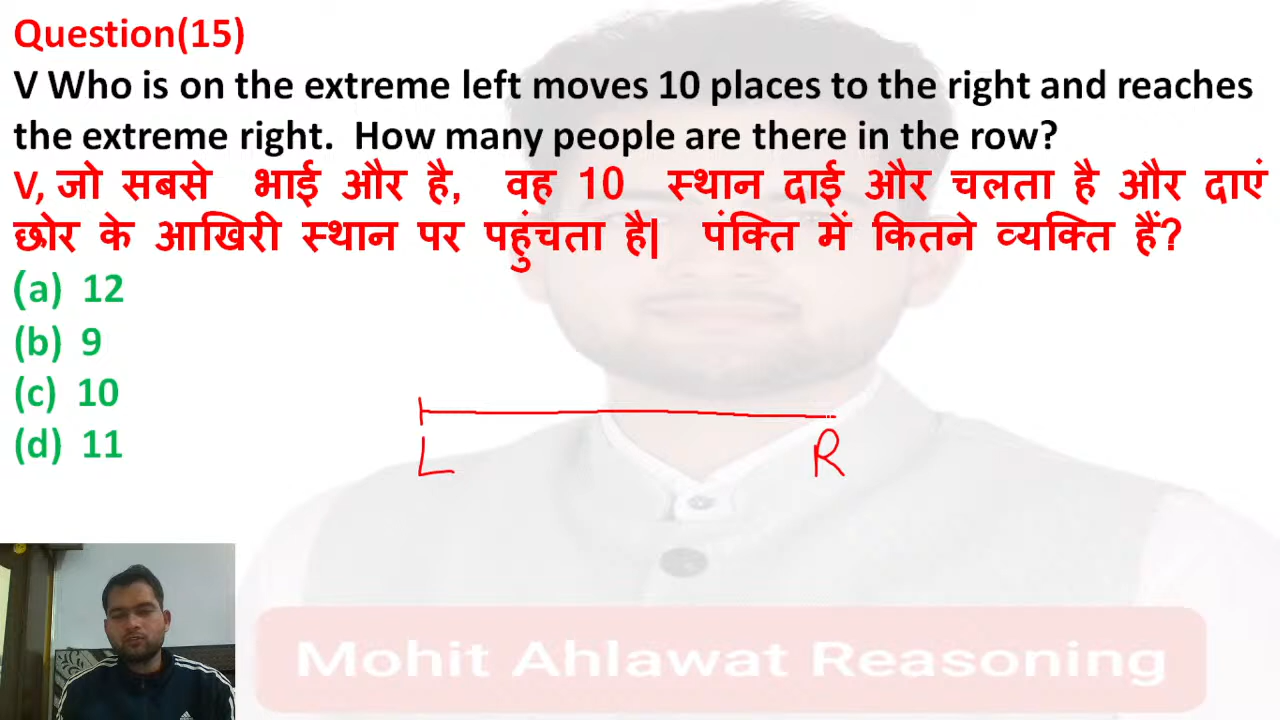 Question(15)
V Who is on the extreme left moves 10 places to the right and reaches
the extreme right.  How many people are there in the row?
V, जो सबसे भाई और है, वह 10 स्थान दाई और चलता है और दाएं
छोर के आखिरी स्थान पर पहुंचता है| पंक्ति में कितने व्यक्ति हैं?
(a) 12
(b) 9
(c) 10
(d) 11
L R
Mohit Ahlawat Reasoning